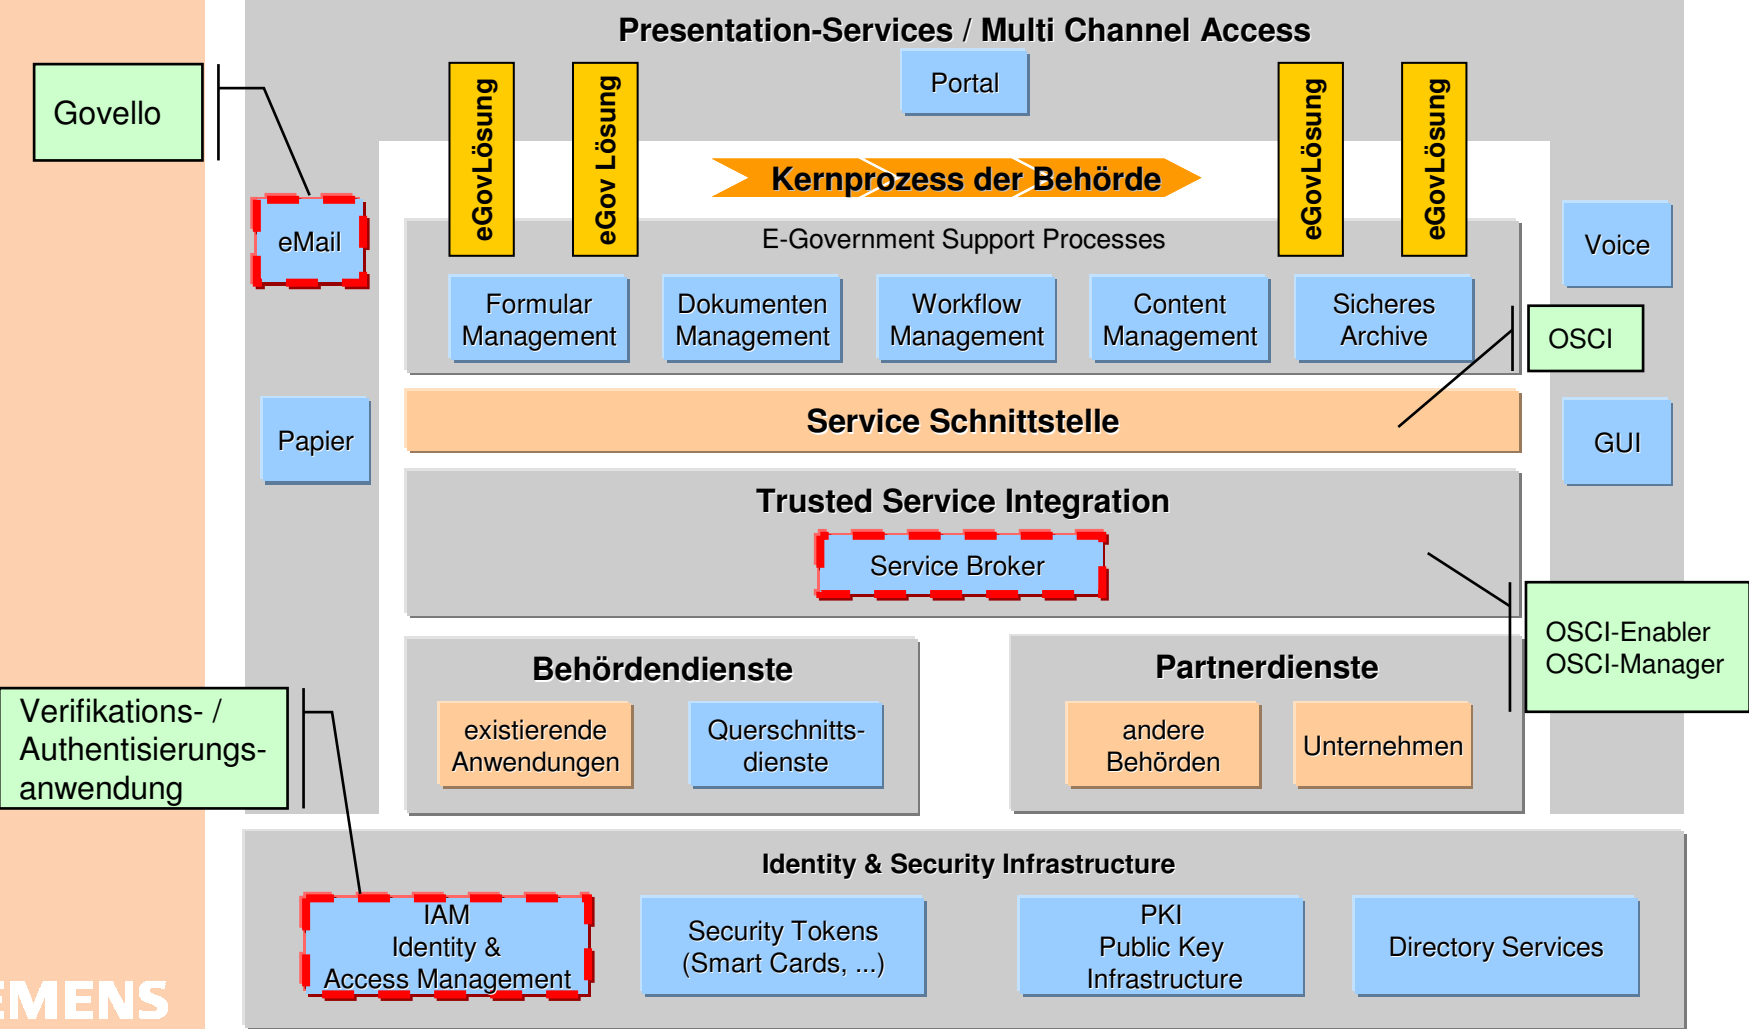 Presentation-Services / Multi Channel Access
Portal
Govello
eGovLösung
eGov Lösung
eGovLösung
eGovLösung
Kernprozess der Behörde
eMail
E-Government Support Processes
Voice
Formular
Management
Dokumenten
Management
Workflow
Management
Content
Management
Sicheres
Archive
OSCI
Papier
Service Schnittstelle
GUI
Trusted Service Integration
Service Broker
OSCI-Enabler
OSCI-Manager
Behördendienste
Partnerdienste
Verifikations- /
Authentisierungs-
anwendung
existierende
Anwendungen
Querschnitts-
dienste
andere
Behörden
Unternehmen
Identity & Security Infrastructure
IAM
Identity &
Access Management
Security Tokens
(Smart Cards, ...)
PKI
Public Key
Infrastructure
Directory Services
EMENS